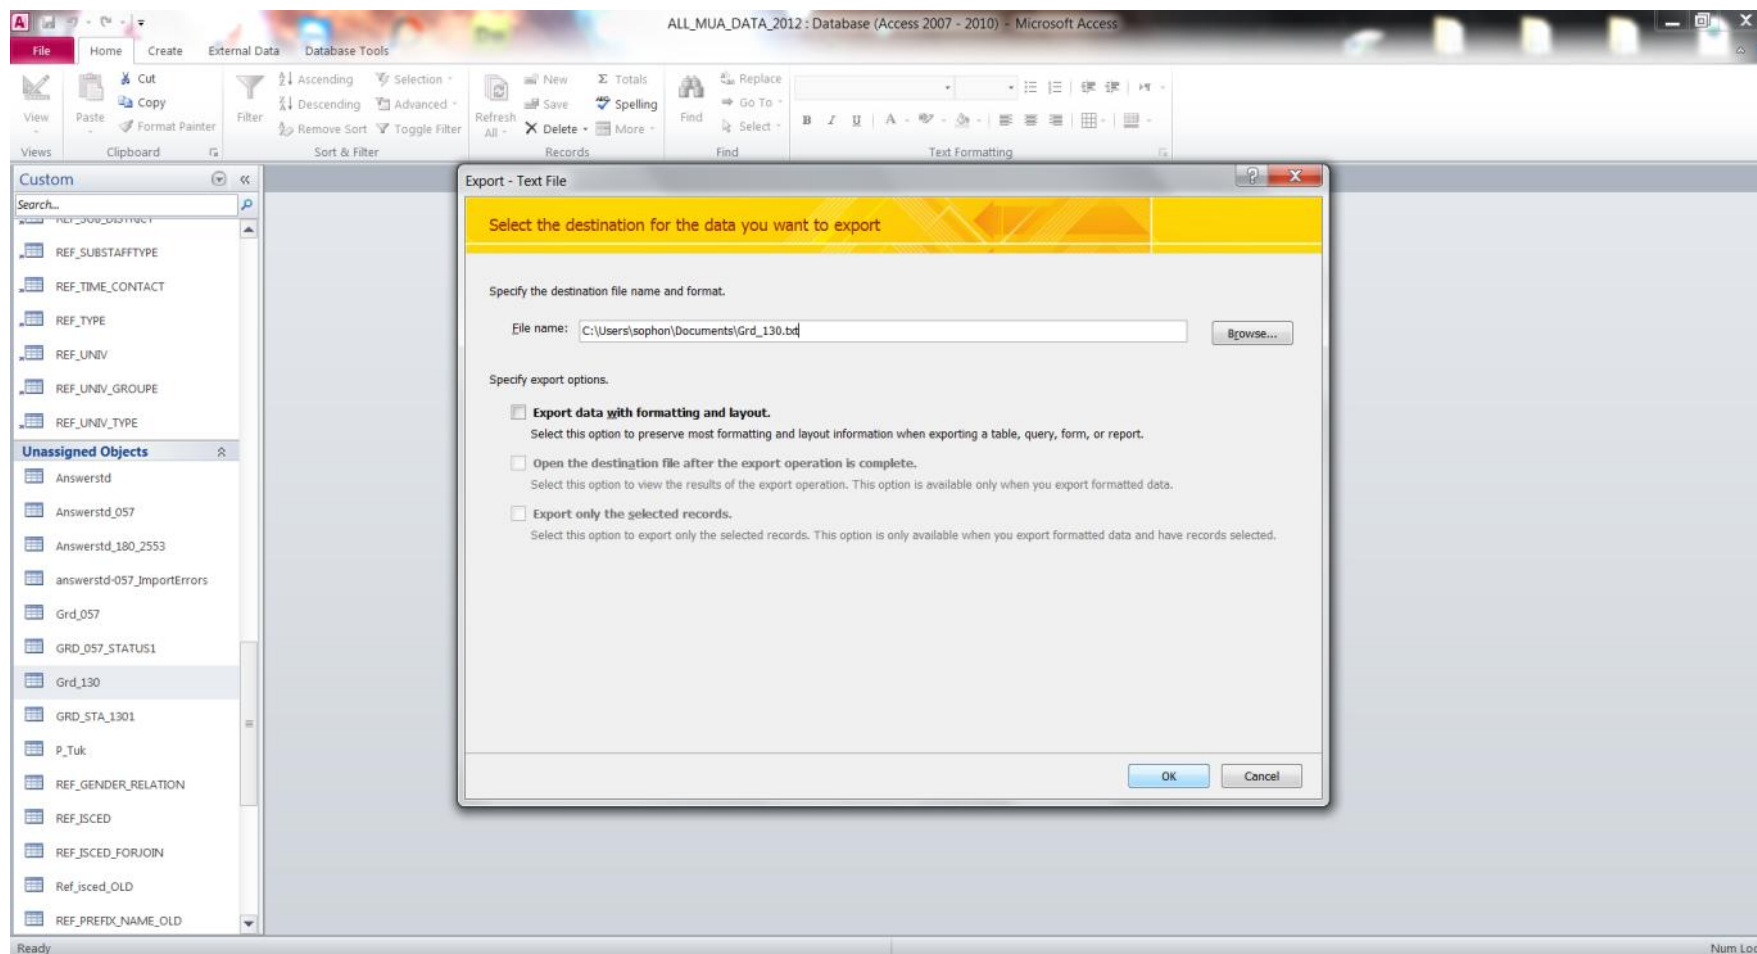 ALL_MUA_DATA_2012 : Database (Access 2007 - 2010) - Microsoft Access
File Home Create External Data Database Tools
View
Views
Paste
Cut
Copy
Format Painter
Clipboard
Filter
Ascending
Descending
Remove Sort
Selection
Advanced
Toggle Filter
Sort & Filter
Refresh
All
New
Save
Delete
Totals
Spelling
More
Records
Find
Replace
Go To
Select
Find
B I U A
Text Formatting
Custom
Search...
REF_SUB_DISTRICT
REF_SUBSTAFFTYPE
REF_TIME_CONTACT
REF_TYPE
REF_UNIV
REF_UNIV_GROUPE
REF_UNIV_TYPE
Unassigned Objects
Answerstd
Answerstd_057
Answerstd_180_2553
answerstd-057_ImportErrors
Grd_057
GRD_057_STATUS1
Grd_130
GRD_STA_1301
P_Tuk
REF_GENDER_RELATION
REF_ISCED
REF_ISCED_FORJOIN
Ref_isced_OLD
REF_PREFIX_NAME_OLD
Export - Text File
Select the destination for the data you want to export
Specify the destination file name and format.
File name: C:\Users\sophon\Documents\Grd_130.txt Browse...
Specify export options.
Export data with formatting and layout.
Select this option to preserve most formatting and layout information when exporting a table, query, form, or report.
Open the destination file after the export operation is complete.
Select this option to view the results of the export operation. This option is available only when you export formatted data.
Export only the selected records.
Select this option to export only the selected records. This option is only available when you export formatted data and have records selected.
OK Cancel
Ready Num Loc